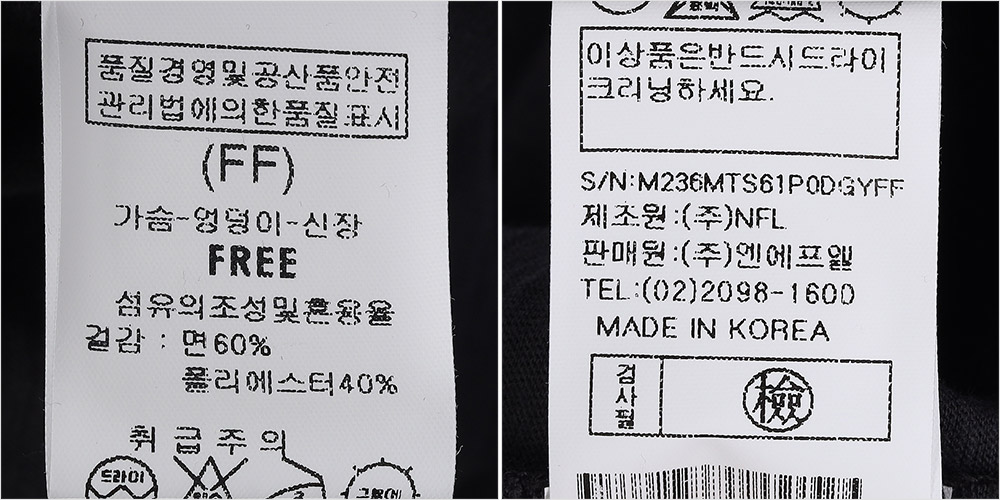 품질경영및공산품안전
관리법에의한품질표시
(FF)
가슴-엉덩이-신장
FREE
섬유의조성및혼용율
겉감 : 면60%
폴리에스터40%
취급주의
드라이
이상품은반드시드라이
크리닝하세요.
S/N:M236MTS61P0DGYFF
제조원:(주)NFL
판매원:(주)엔에프엘
TEL:(02)2098-1600
MADE IN KOREA
검사필
檢